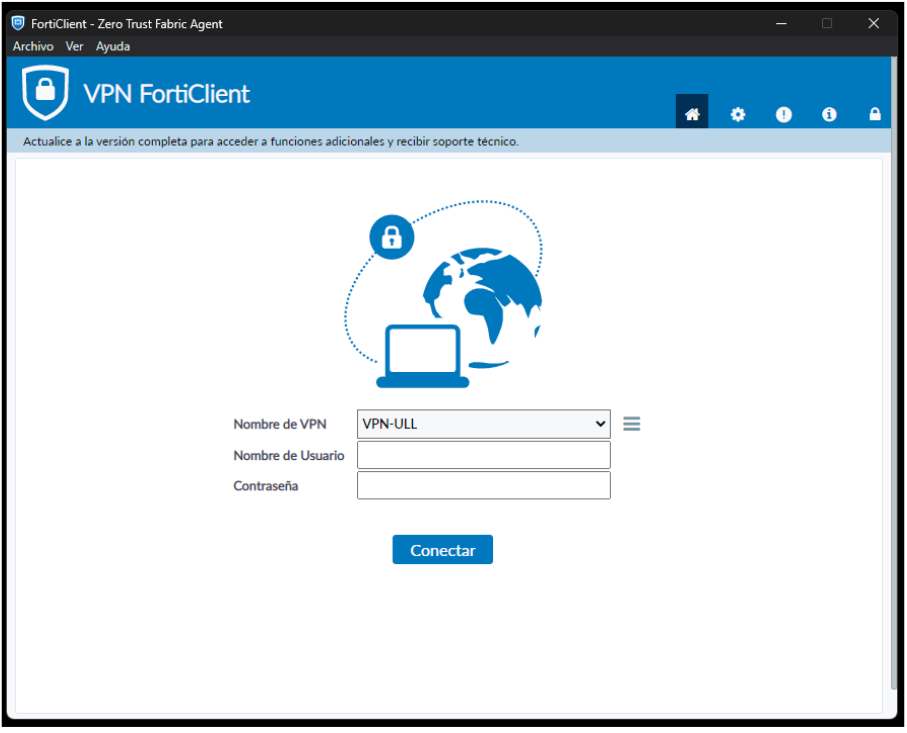 FortiClient - Zero Trust Fabric Agent
Archivo Ver Ayuda
VPN FortiClient
Actualice a la versión completa para acceder a funciones adicionales y recibir soporte técnico.
Nombre de VPN VPN-ULL
Nombre de Usuario
Contraseña
Conectar